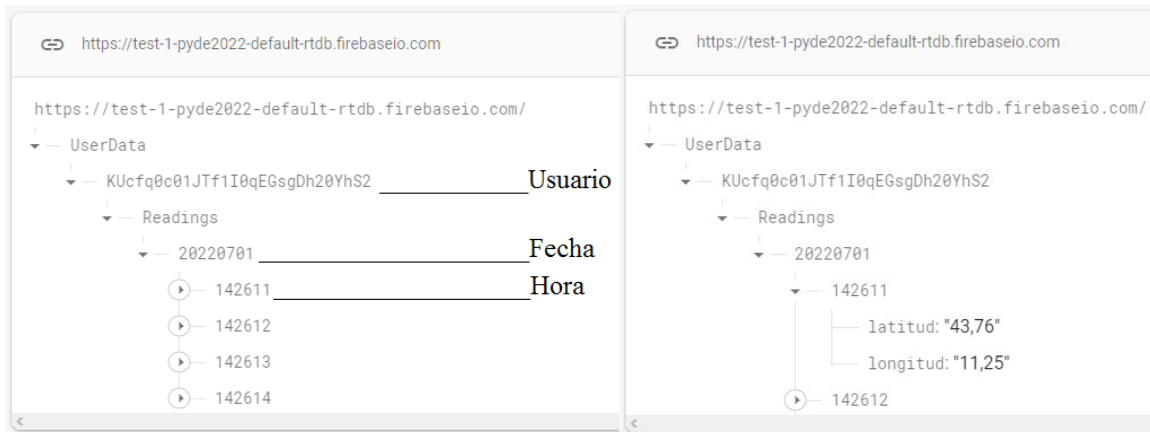 https://test-1-pyde2022-default-rtdb.firebaseio.com
https://test-1-pyde2022-default-rtdb.firebaseio.com/
UserData
KUcfq0c01JTf1I0qEGsgDh20YhS2 Usuario
Readings
20220701 Fecha
142611 Hora
142612
142613
142614
https://test-1-pyde2022-default-rtdb.firebaseio.com
https://test-1-pyde2022-default-rtdb.firebaseio.com/
UserData
KUcfq0c01JTf1I0qEGsgDh20YhS2
Readings
20220701
142611
latitud: "43,76"
longitud: "11,25"
142612